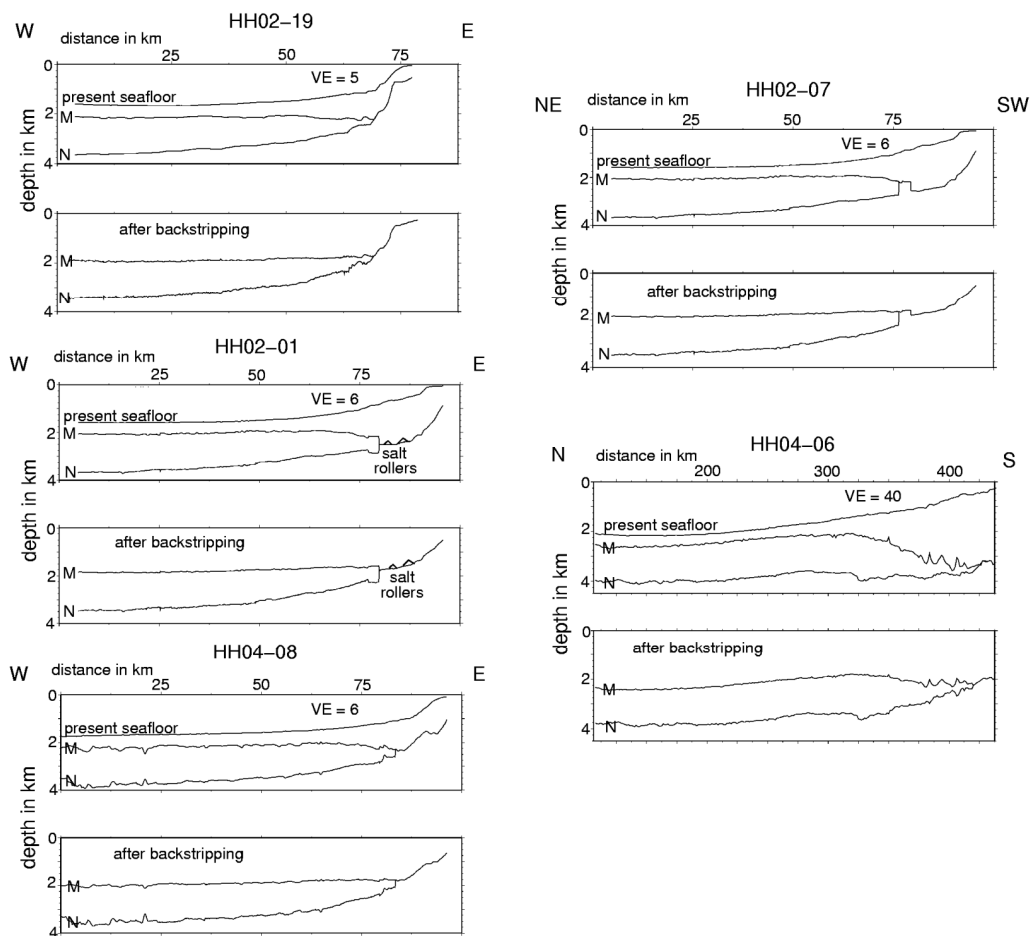 HH02–19
W
E
distance in km
25 50 75
VE = 5
0
present seafloor
M
2
N
4
0
after backstripping
M
2
N
4
depth in km
HH02–01
W
E
distance in km
25 50 75
VE = 6
0
present seafloor
M
2
salt
rollers
N
4
0
after backstripping
M
2
salt
rollers
N
4
depth in km
HH04–08
W
E
distance in km
25 50 75
VE = 6
0
present seafloor
M
2
N
4
0
after backstripping
M
2
N
4
depth in km
HH02–07
NE
SW
distance in km
25 50 75
VE = 6
0
present seafloor
M
2
N
4
0
after backstripping
M
2
N
4
depth in km
HH04–06
N
S
distance in km
200 300 400
VE = 40
0
present seafloor
2
M
N
4
0
after backstripping
2
M
N
4
depth in km